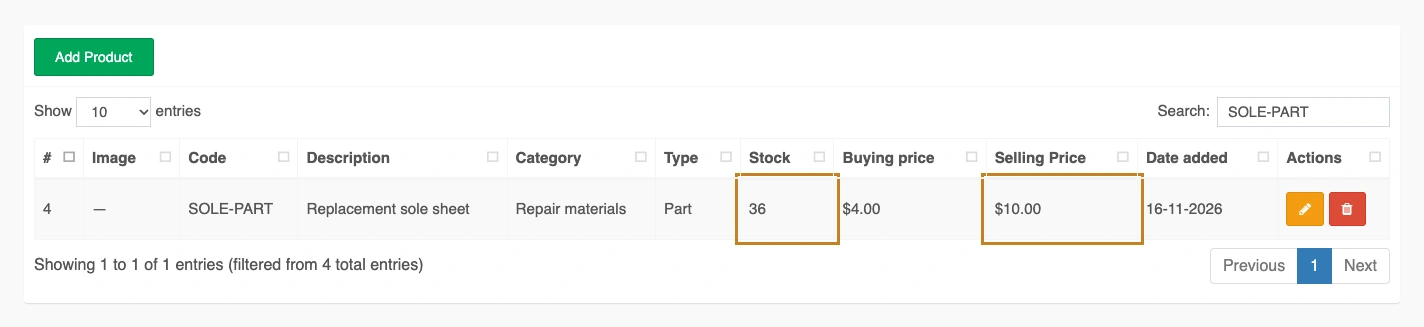 Add Product
Show 10 entries Search: SOLE-PART
# Image Code Description Category Type Stock Buying price Selling Price Date added Actions
4 — SOLE-PART Replacement sole sheet Repair materials Part 36 $4.00 $10.00 16-11-2026
Showing 1 to 1 of 1 entries (filtered from 4 total entries) Previous 1 Next